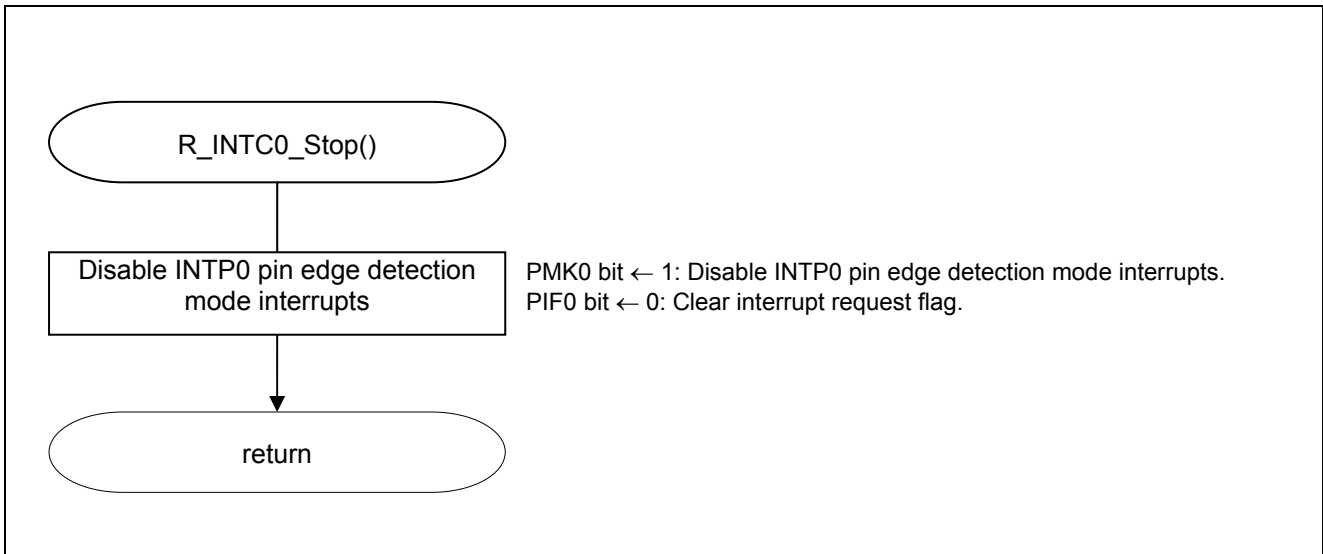 R_INTC0_Stop()
Disable INTP0 pin edge detection
mode interrupts
PMK0 bit ← 1: Disable INTP0 pin edge detection mode interrupts.
PIF0 bit ← 0: Clear interrupt request flag.
return